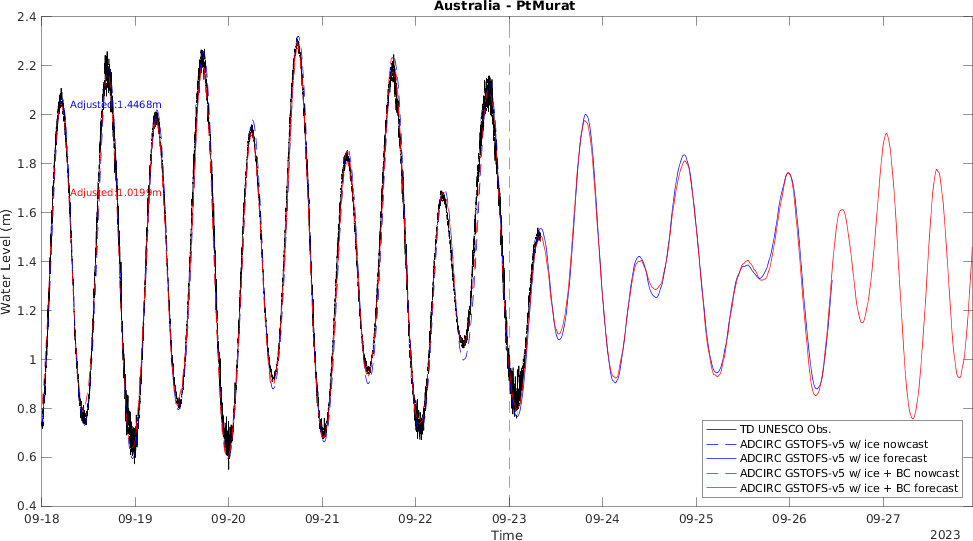 Australia - PtMurat
2.4
2.2
2
1.8
1.6
1.4
1.2
1
0.8
0.6
0.4
Water Level (m)
Adjusted:1.4468m
Adjusted:1.0199m
TD UNESCO Obs.
ADCIRC GSTOFS-v5 w/ ice nowcast
ADCIRC GSTOFS-v5 w/ ice forecast
ADCIRC GSTOFS-v5 w/ ice + BC nowcast
ADCIRC GSTOFS-v5 w/ ice + BC forecast
09-18 09-19 09-20 09-21 09-22 09-23 09-24 09-25 09-26 09-27
Time
2023